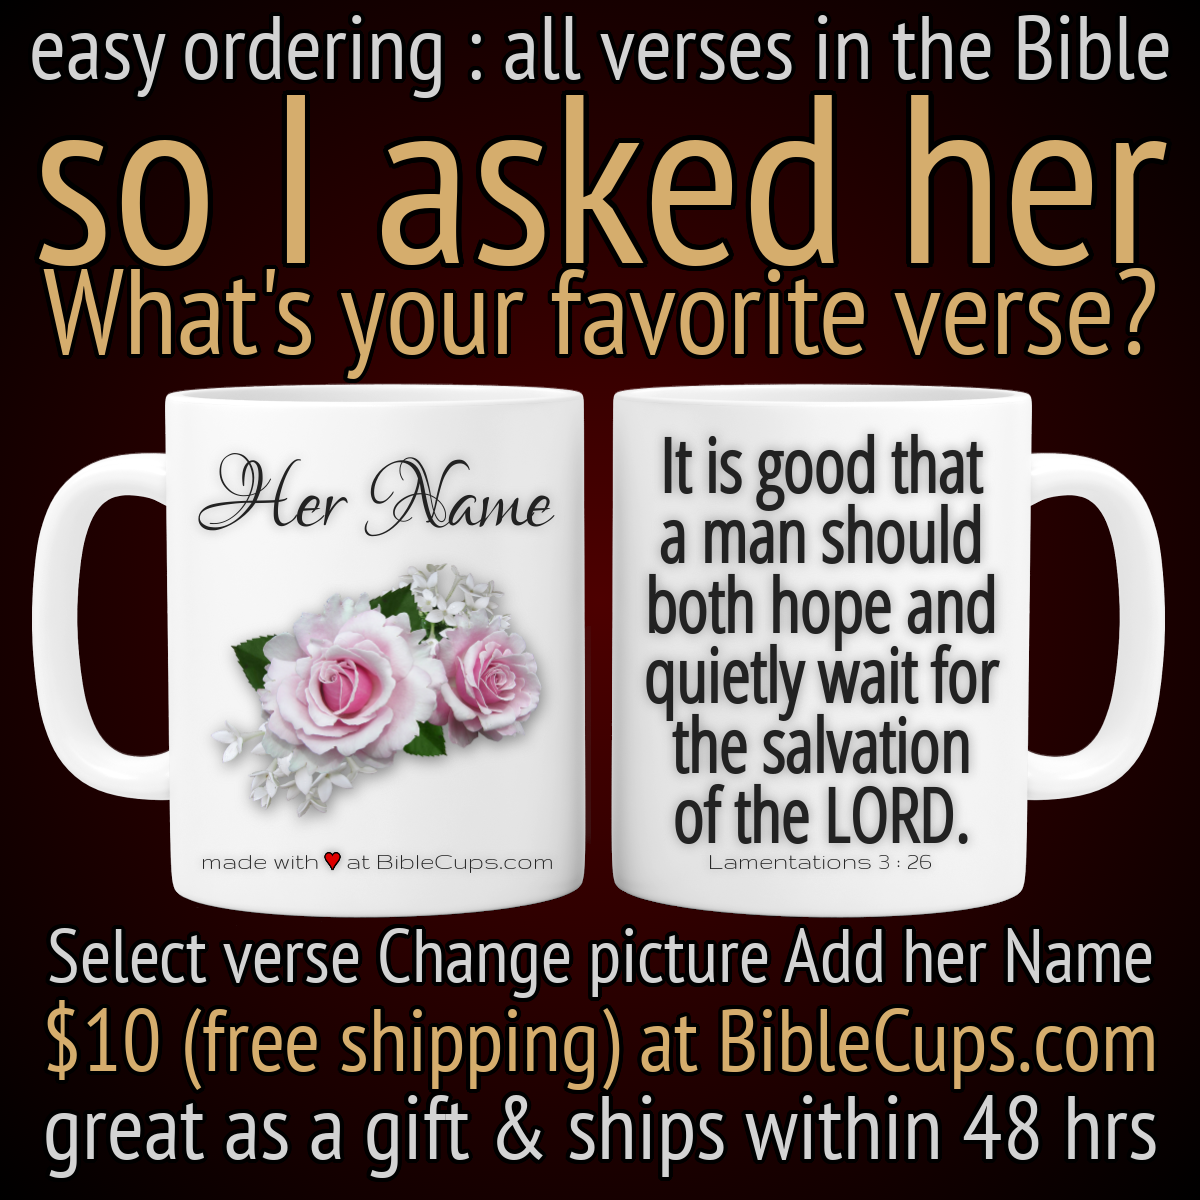 easy ordering : all verses in the Bible
so I asked her
What's your favorite verse?
Her Name
made with ❤ at BibleCups.com
It is good that
a man should
both hope and
quietly wait for
the salvation
of the LORD.
Lamentations 3 : 26
Select verse Change picture Add her Name
$10 (free shipping) at BibleCups.com
great as a gift & ships within 48 hrs